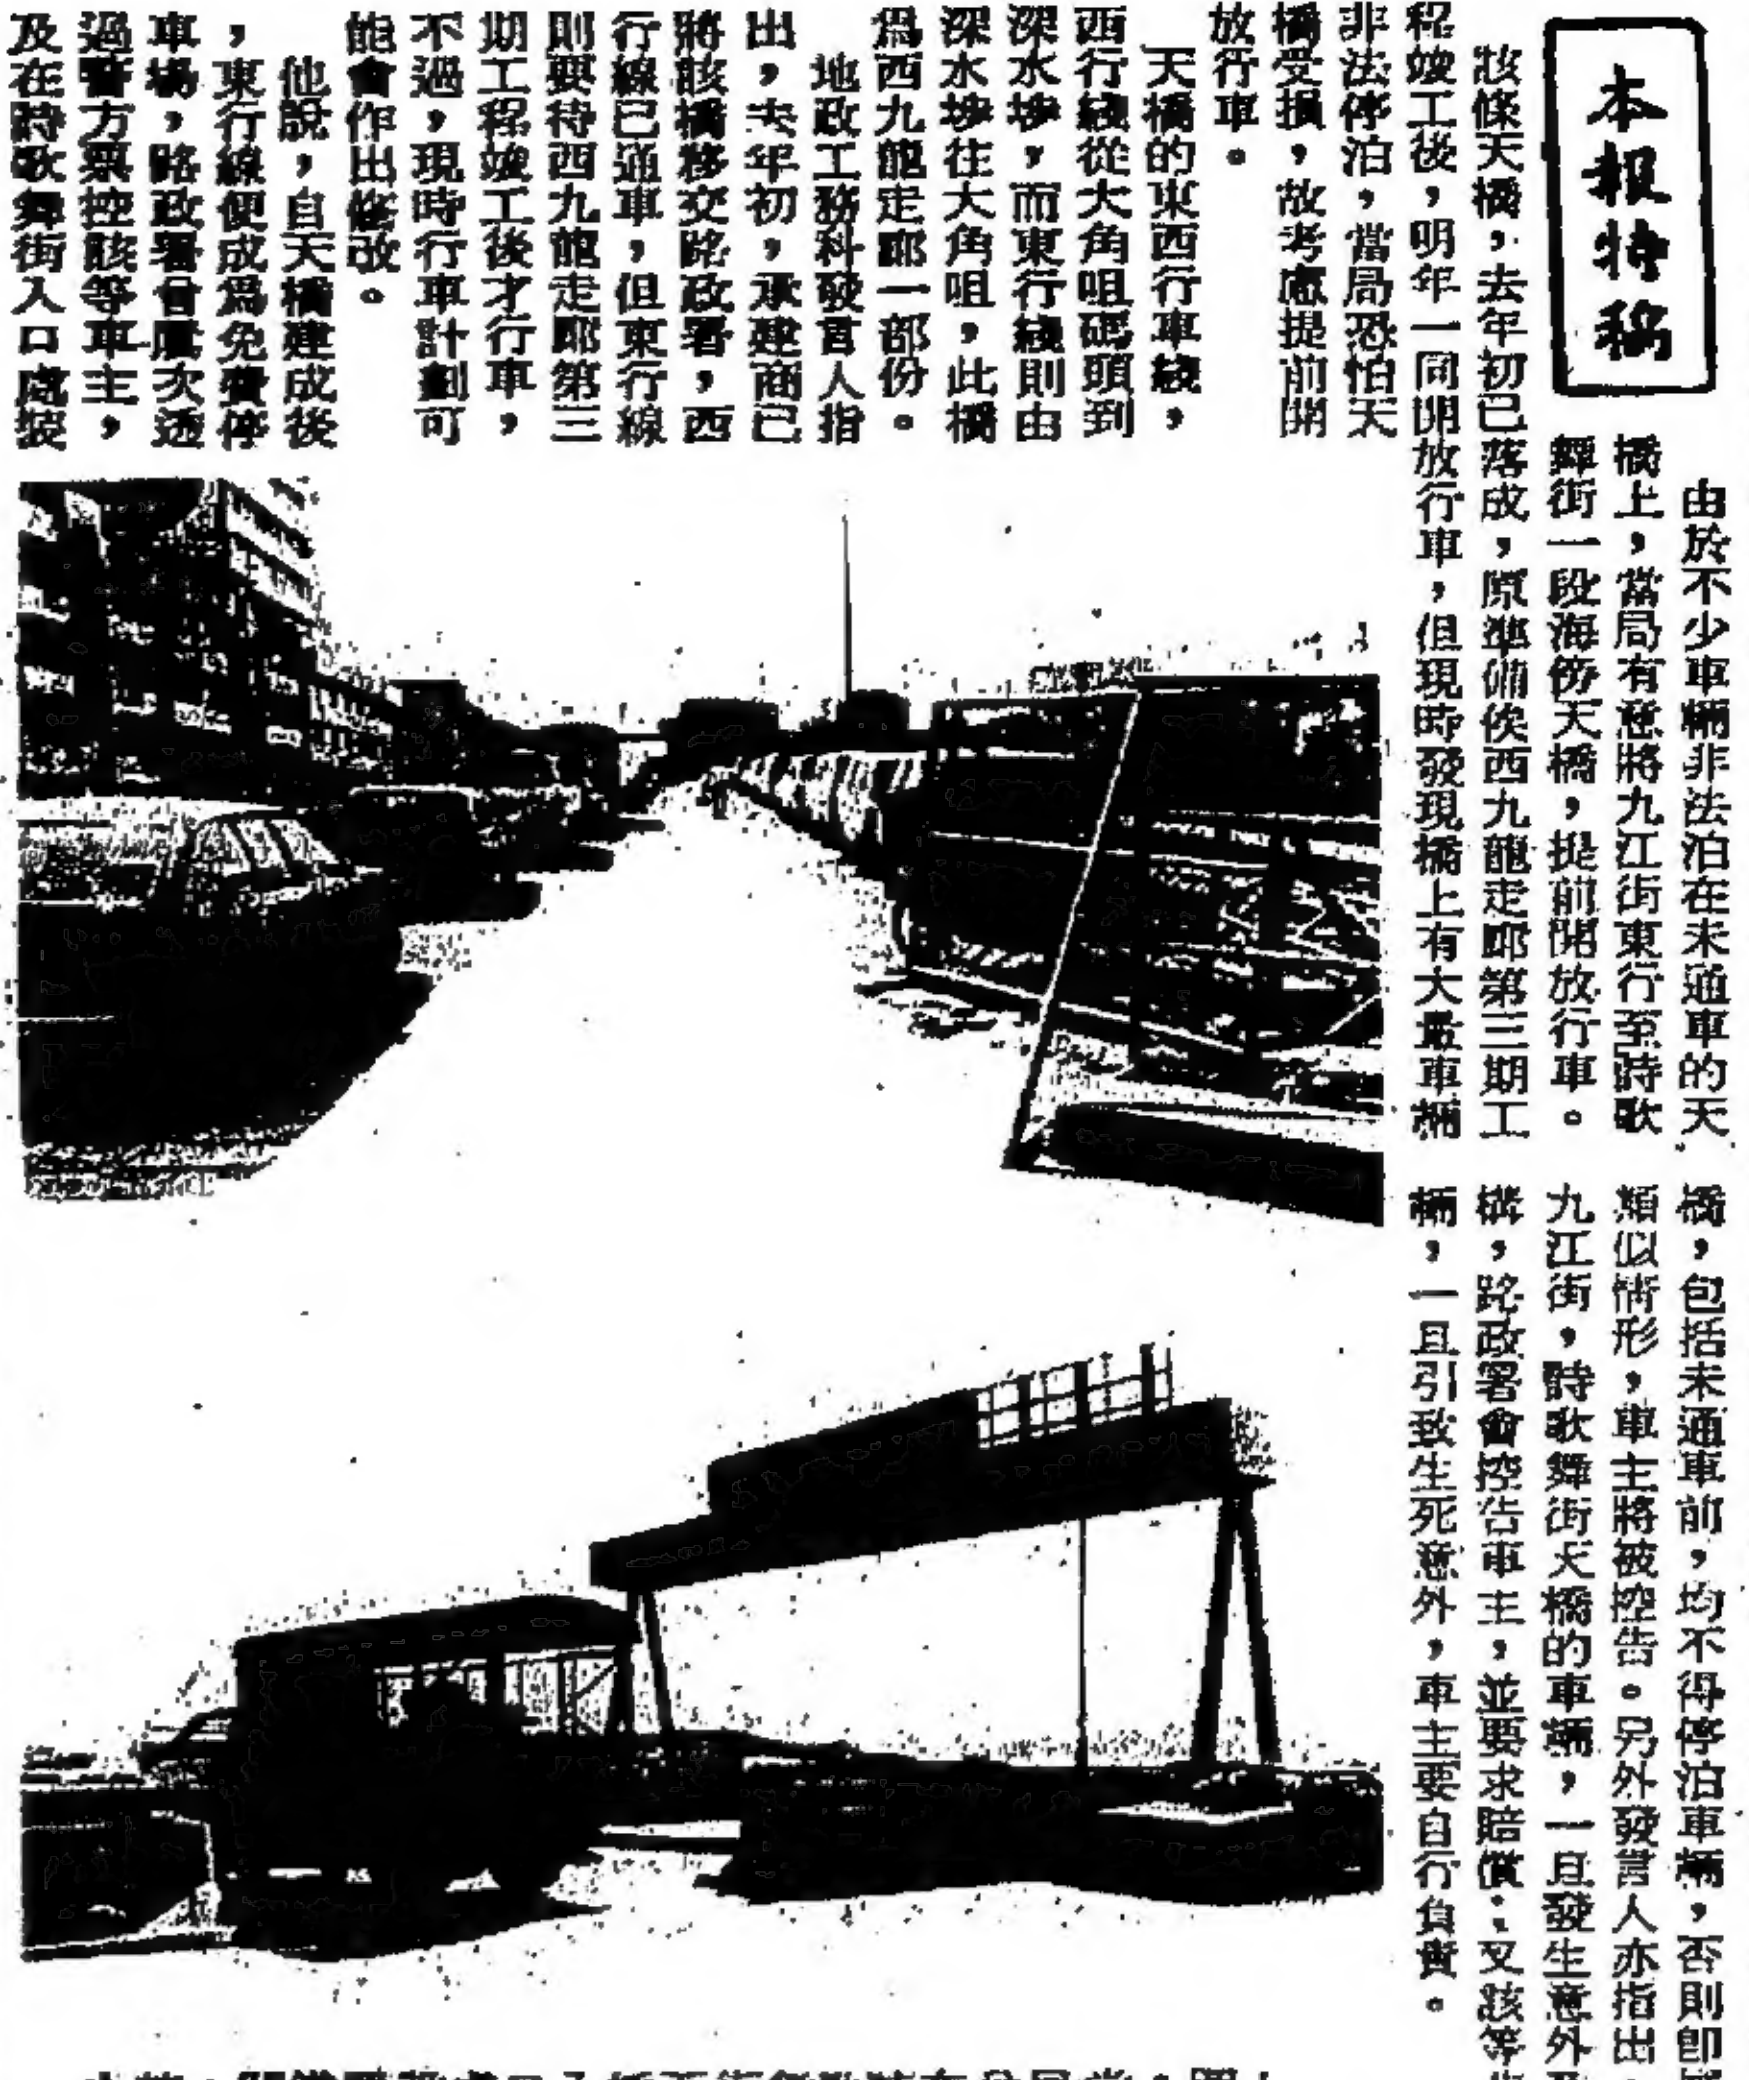 本報特稿
由於不少車輛非法泊在未通車的天
橋上,當局有意將九江街東行至詩歌
舞街一段海傍天橋,提前開放行車。
該條天橋,去年初已落成,原準備俟西九龍走廊第三期工
程竣工後,明年一同開放行車,但現時發現橋上有大量車輛
非法停泊,當局恐怕天
橋受損,故考慮提前開
放行車。
天橋的東西行車綫,
西行綫從大角咀碼頭到
深水埗,而東行綫則由
深水埗往大角咀,此橋
爲西九龍走廊一部份。
地政工務科發言人指
出,去年初,承建商已
將該橋移交路政署,西
行線已通車,但東行線
則要待西九龍走廊第三
期工程竣工後才行車,
不過,現時行車計劃可
能會作出修改。
他說,自天橋建成後
,東行線便成爲免費停
車場,路政署曾屢次透
過警方票控該等車主,
及在詩歌舞街入口處裝
橋,包括未通車前,均不得停泊車輛,否則即
類似情形,車主將被控告。另外發言人亦指出,
九江街,詩歌舞街天橋的車輛,一旦發生意外
橋,路政署會控告車主,並要求賠償;又該等
輛,一旦引致生死意外,車主要自行負責。